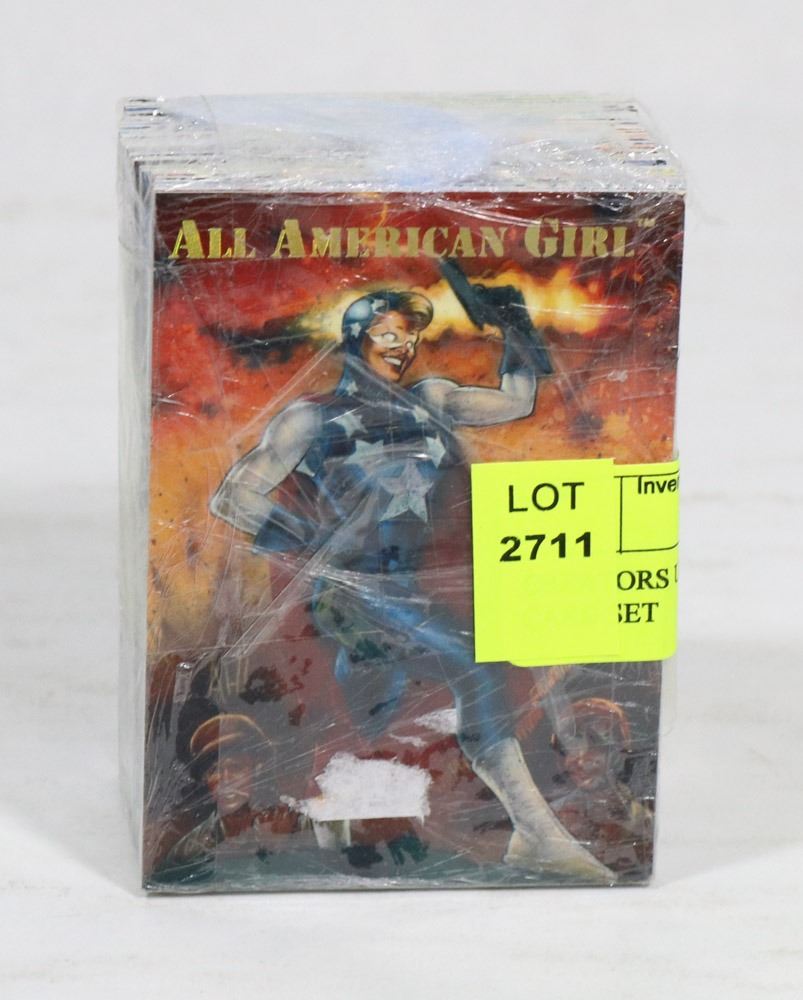 ALL AMERICAN GIRL™
LOT
2711
Inve
ORS U
SET